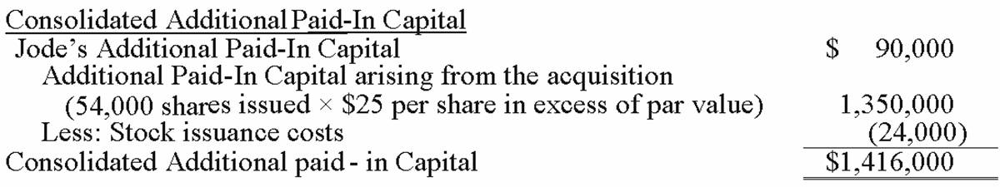 Consolidated Additional Paid-In Capital
Jode's Additional Paid-In Capital $ 90,000
Additional Paid-In Capital arising from the acquisition
(54,000 shares issued × $25 per share in excess of par value) 1,350,000
Less: Stock issuance costs (24,000)
Consolidated Additional paid - in Capital $1,416,000